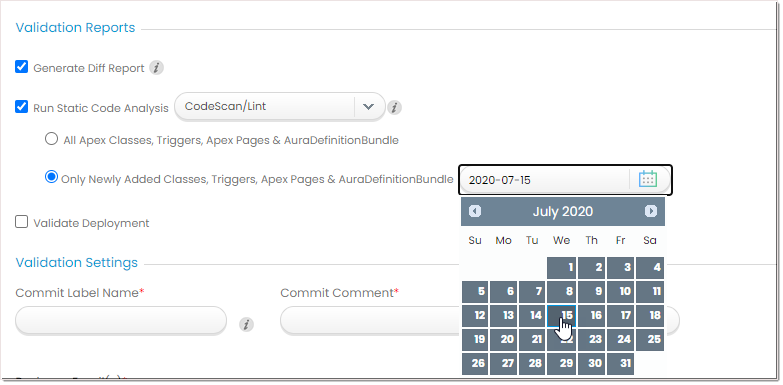 Validation Reports
Generate Diff Report i
Run Static Code Analysis CodeScan/Lint i
All Apex Classes, Triggers, Apex Pages & AuraDefinitionBundle
Only Newly Added Classes, Triggers, Apex Pages & AuraDefinitionBundle 2020-07-15
July 2020
Su Mo Tu We Th Fr Sa
1 2 3 4
5 6 7 8 9 10 11
12 13 14 15 16 17 18
19 20 21 22 23 24 25
26 27 28 29 30 31
Validate Deployment
Validation Settings
Commit Label Name*
i
Commit Comment*